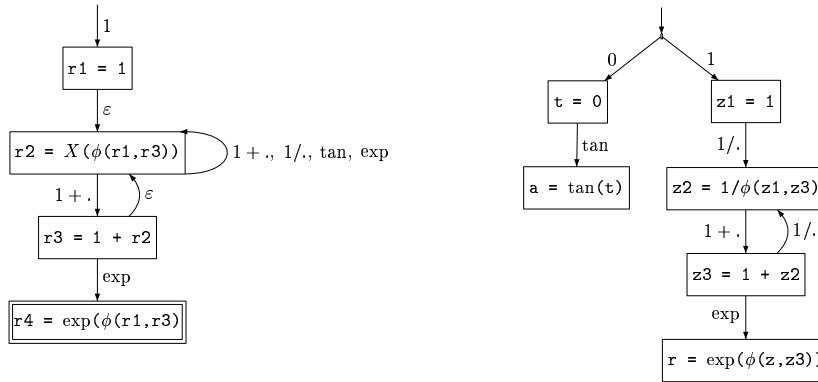 1
r1 = 1
ε
r2 = X(ϕ(r1,r3))
1 + ., 1/., tan, exp
1 + .
ε
r3 = 1 + r2
exp
r4 = exp(ϕ(r1,r3)
0
1
t = 0
z1 = 1
tan
1/.
a = tan(t)
z2 = 1/ϕ(z1,z3)
1 + .
1/.
z3 = 1 + z2
exp
r = exp(ϕ(z,z3))